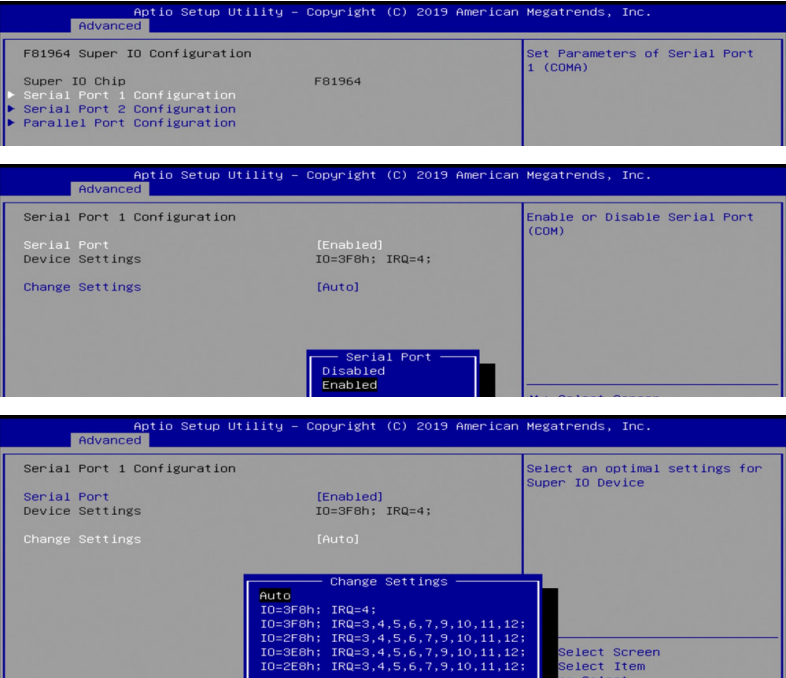 Aptio Setup Utility – Copyright (C) 2019 American Megatrends, Inc.
Advanced
F81964 Super IO Configuration
Set Parameters of Serial Port
1 (COMA)
Super IO Chip F81964
Serial Port 1 Configuration
Serial Port 2 Configuration
Parallel Port Configuration
Aptio Setup Utility – Copyright (C) 2019 American Megatrends, Inc.
Advanced
Serial Port 1 Configuration
Enable or Disable Serial Port
(COM)
Serial Port [Enabled]
Device Settings IO=3F8h; IRQ=4;
Change Settings [Auto]
Serial Port
Disabled
Enabled
Aptio Setup Utility – Copyright (C) 2019 American Megatrends, Inc.
Advanced
Serial Port 1 Configuration
Select an optimal settings for
Super IO Device
Serial Port [Enabled]
Device Settings IO=3F8h; IRQ=4;
Change Settings [Auto]
Change Settings
Auto
IO=3F8h; IRQ=4;
IO=3F8h; IRQ=3,4,5,6,7,9,10,11,12;
IO=2F8h; IRQ=3,4,5,6,7,9,10,11,12;
IO=3E8h; IRQ=3,4,5,6,7,9,10,11,12;
IO=2E8h; IRQ=3,4,5,6,7,9,10,11,12;
Select Screen
Select Item